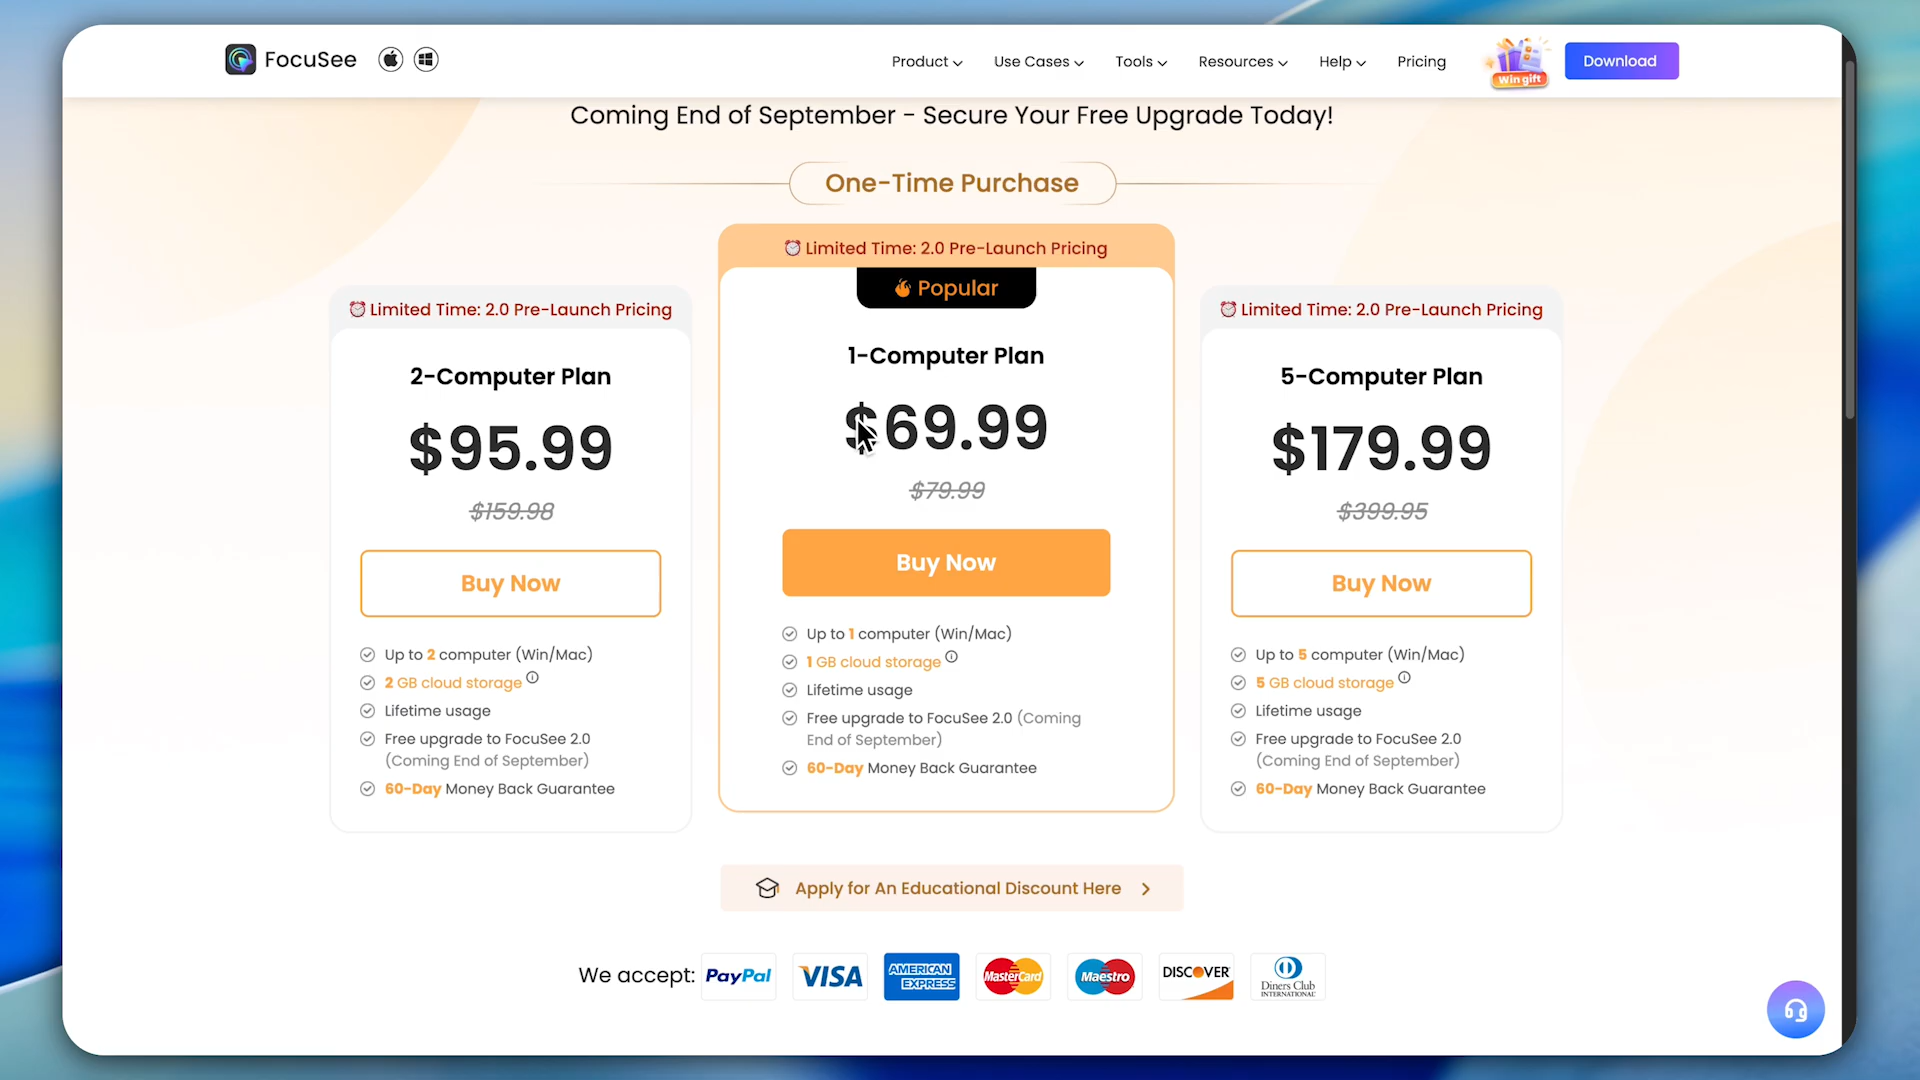 FocuSee
Product
Use Cases
Tools
Resources
Help
Pricing
Win gift
Download
Coming End of September - Secure Your Free Upgrade Today!
One-Time Purchase
Limited Time: 2.0 Pre-Launch Pricing
2-Computer Plan
$95.99
$159.98
Buy Now
Up to 2 computer (Win/Mac)
2 GB cloud storage
Lifetime usage
Free upgrade to FocuSee 2.0
(Coming End of September)
60-Day Money Back Guarantee
Limited Time: 2.0 Pre-Launch Pricing
Popular
1-Computer Plan
$69.99
$79.99
Buy Now
Up to 1 computer (Win/Mac)
1 GB cloud storage
Lifetime usage
Free upgrade to FocuSee 2.0 (Coming
End of September)
60-Day Money Back Guarantee
Limited Time: 2.0 Pre-Launch Pricing
5-Computer Plan
$179.99
$399.95
Buy Now
Up to 5 computer (Win/Mac)
5 GB cloud storage
Lifetime usage
Free upgrade to FocuSee 2.0
(Coming End of September)
60-Day Money Back Guarantee
Apply for An Educational Discount Here
We accept:
PayPal
VISA
AMERICAN
EXPRESS
MasterCard
Maestro
DISCOVER
Diners Club
INTERNATIONAL